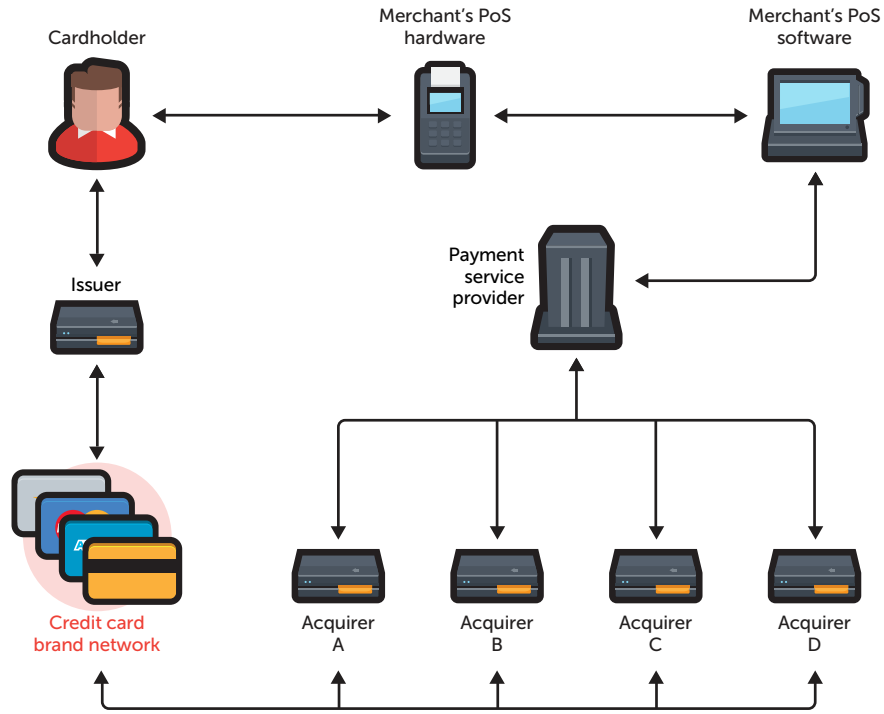 Cardholder
Merchant's PoS
hardware
Merchant's PoS
software
Payment
service
provider
Issuer
Credit card
brand network
Acquirer
A
Acquirer
B
Acquirer
C
Acquirer
D